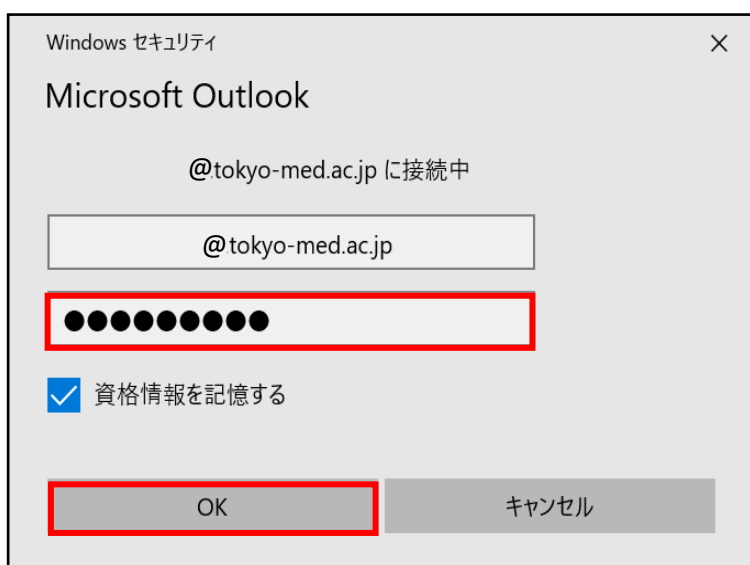 Windows セキュリティ
Microsoft Outlook
@.tokyo-med.ac.jp に接続中
@tokyo-med.ac.jp
●●●●●●●●●
資格情報を記憶する
OK
キャンセル